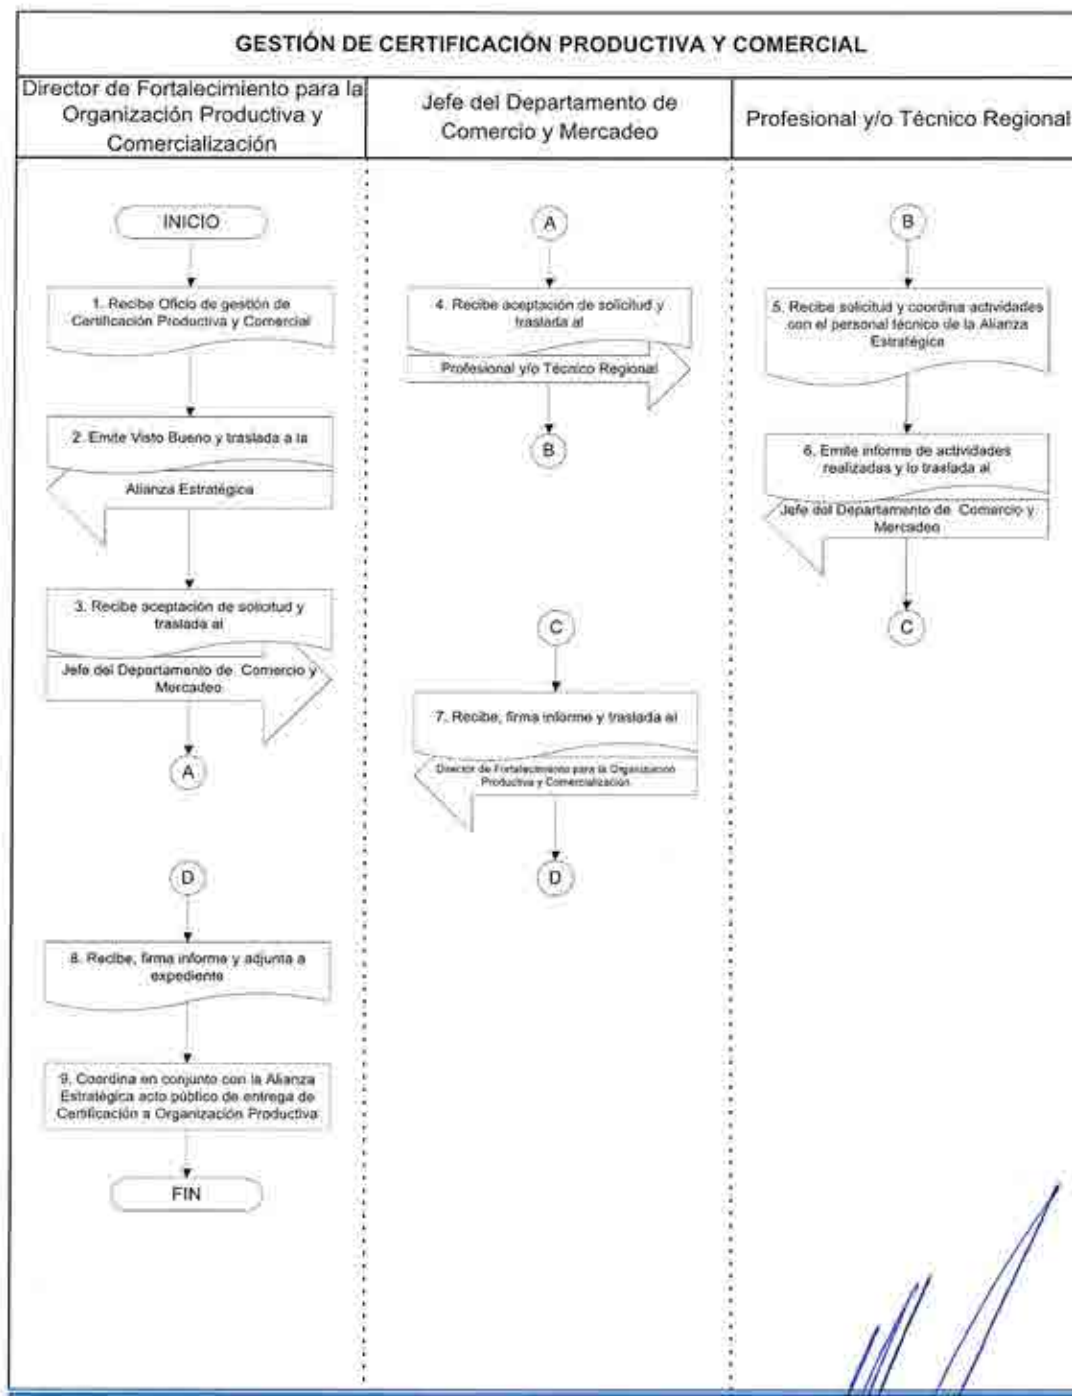 GESTIÓN DE CERTIFICACIÓN PRODUCTIVA Y COMERCIAL
Director de Fortalecimiento para la
Organización Productiva y
Comercialización
Jefe del Departamento de
Comercio y Mercadeo
Profesional y/o Técnico Regional
INICIO
1. Recibe Oficio de gestión de
Certificación Productiva y Comercial
2. Emite Visto Bueno y traslada a la
Alianza Estratégica
3. Recibe aceptación de solicitud y
traslada al
Jefe del Departamento de Comercio y
Mercadeo
A
D
8. Recibe, firma informe y adjunta a
expediente
9. Coordina en conjunto con la Alianza
Estratégica acto público de entrega de
Certificación a Organización Productiva
FIN
A
4. Recibe aceptación de solicitud y
traslada al
Profesional y/o Técnico Regional
B
C
7. Recibe, firma informe y traslada al
Director de Fortalecimiento para la Organización
Productiva y Comercialización
D
B
5. Recibe solicitud y coordina actividades
con el personal técnico de la Alianza
Estratégica
6. Emite informe de actividades
realizadas y lo traslada al
Jefe del Departamento de Comercio y
Mercadeo
C